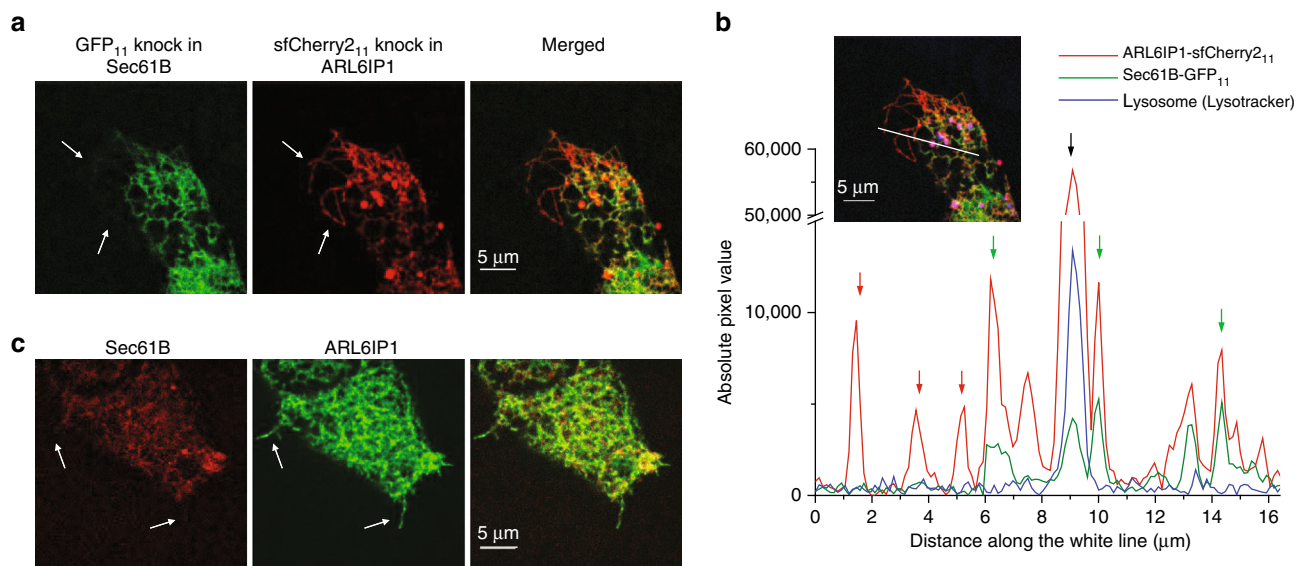 a
GFP₁₁ knock in
Sec61B
sfCherry2₁₁ knock in
ARL6IP1
Merged
5 μm
b
ARL6IP1-sfCherry2₁₁
Sec61B-GFP₁₁
Lysosome (Lysotracker)
5 μm
60,000
50,000
10,000
0
Absolute pixel value
0 2 4 6 8 10 12 14 16
Distance along the white line (μm)
c
Sec61B
ARL6IP1
5 μm